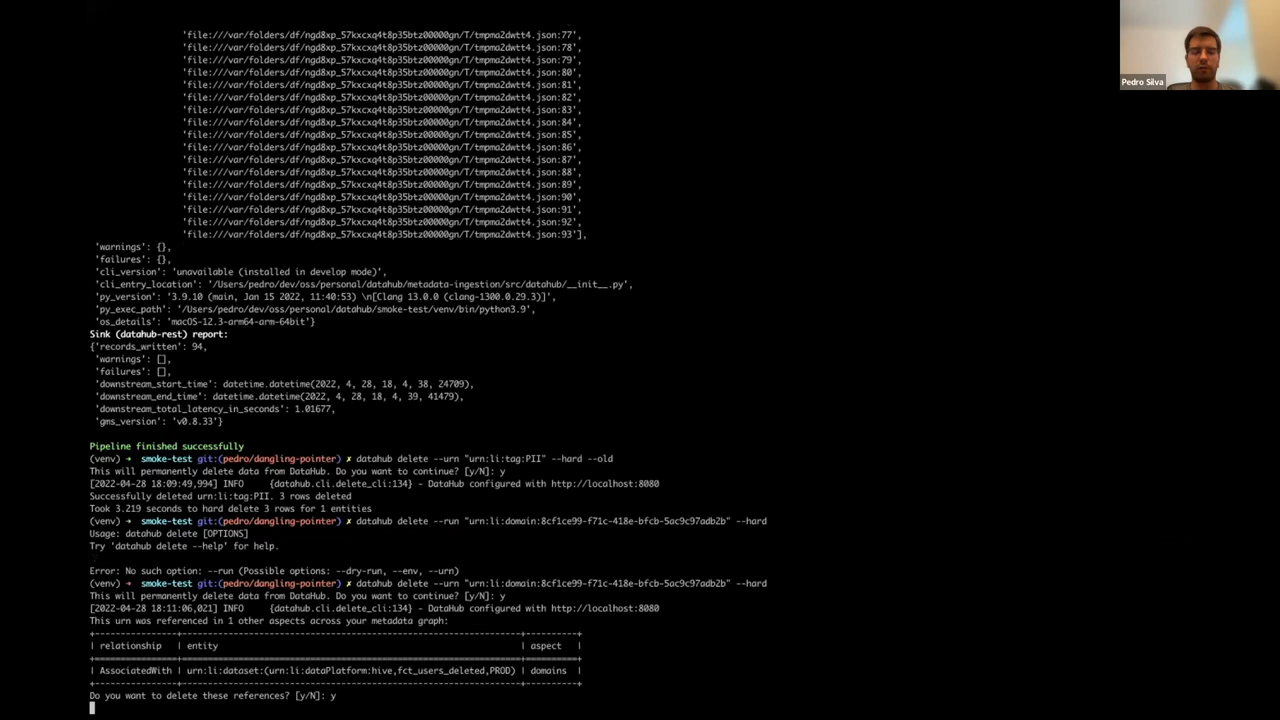 'file:///var/folders/df/ngd8xp_57kxcxq4t8p35btz00000gn/T/tmpma2dwtt4.json:77',
'file:///var/folders/df/ngd8xp_57kxcxq4t8p35btz00000gn/T/tmpma2dwtt4.json:78',
'file:///var/folders/df/ngd8xp_57kxcxq4t8p35btz00000gn/T/tmpma2dwtt4.json:79',
'file:///var/folders/df/ngd8xp_57kxcxq4t8p35btz00000gn/T/tmpma2dwtt4.json:80',
'file:///var/folders/df/ngd8xp_57kxcxq4t8p35btz00000gn/T/tmpma2dwtt4.json:81',
'file:///var/folders/df/ngd8xp_57kxcxq4t8p35btz00000gn/T/tmpma2dwtt4.json:82',
'file:///var/folders/df/ngd8xp_57kxcxq4t8p35btz00000gn/T/tmpma2dwtt4.json:83',
'file:///var/folders/df/ngd8xp_57kxcxq4t8p35btz00000gn/T/tmpma2dwtt4.json:84',
'file:///var/folders/df/ngd8xp_57kxcxq4t8p35btz00000gn/T/tmpma2dwtt4.json:85',
'file:///var/folders/df/ngd8xp_57kxcxq4t8p35btz00000gn/T/tmpma2dwtt4.json:86',
'file:///var/folders/df/ngd8xp_57kxcxq4t8p35btz00000gn/T/tmpma2dwtt4.json:87',
'file:///var/folders/df/ngd8xp_57kxcxq4t8p35btz00000gn/T/tmpma2dwtt4.json:88',
'file:///var/folders/df/ngd8xp_57kxcxq4t8p35btz00000gn/T/tmpma2dwtt4.json:89',
'file:///var/folders/df/ngd8xp_57kxcxq4t8p35btz00000gn/T/tmpma2dwtt4.json:90',
'file:///var/folders/df/ngd8xp_57kxcxq4t8p35btz00000gn/T/tmpma2dwtt4.json:91',
'file:///var/folders/df/ngd8xp_57kxcxq4t8p35btz00000gn/T/tmpma2dwtt4.json:92',
'file:///var/folders/df/ngd8xp_57kxcxq4t8p35btz00000gn/T/tmpma2dwtt4.json:93'],
'warnings': {},
'failures': {},
'cli_version': 'unavailable (installed in develop mode)',
'cli_entry_location': '/Users/pedro/dev/oss/personal/datahub/metadata-ingestion/src/datahub/__init__.py',
'py_version': '3.9.10 (main, Jan 15 2022, 11:40:53) \n[Clang 13.0.0 (clang-1300.0.29.3)]',
'py_exec_path': '/Users/pedro/dev/oss/personal/datahub/smoke-test/venv/bin/python3.9',
'os_details': 'macOS-12.3-arm64-arm-64bit'}
Sink (datahub-rest) report:
{'records_written': 94,
'warnings': [],
'failures': [],
'downstream_start_time': datetime.datetime(2022, 4, 28, 18, 4, 38, 24709),
'downstream_end_time': datetime.datetime(2022, 4, 28, 18, 4, 39, 41479),
'downstream_total_latency_in_seconds': 1.01677,
'gms_version': 'v0.8.33'}
Pipeline finished successfully
(venv) ➜ smoke-test git:(pedro/dangling-pointer) ✗ datahub delete --urn "urn:li:tag:PII" --hard --old
This will permanently delete data from DataHub. Do you want to continue? [y/N]: y
[2022-04-28 18:09:49,994] INFO {datahub.cli.delete_cli:134} - DataHub configured with http://localhost:8080
Successfully deleted urn:li:tag:PII. 3 rows deleted
Took 3.219 seconds to hard delete 3 rows for 1 entities
(venv) ➜ smoke-test git:(pedro/dangling-pointer) ✗ datahub delete --run "urn:li:domain:8cf1ce99-f71c-418e-bfcb-5ac9c97adb2b" --hard
Usage: datahub delete [OPTIONS]
Try 'datahub delete --help' for help.
Error: No such option: --run (Possible options: --dry-run, --env, --urn)
(venv) ➜ smoke-test git:(pedro/dangling-pointer) ✗ datahub delete --urn "urn:li:domain:8cf1ce99-f71c-418e-bfcb-5ac9c97adb2b" --hard
This will permanently delete data from DataHub. Do you want to continue? [y/N]: y
[2022-04-28 18:11:06,021] INFO {datahub.cli.delete_cli:134} - DataHub configured with http://localhost:8080
This urn was referenced in 1 other aspects across your metadata graph:
| relationship | entity | aspect |
| AssociatedWith | urn:li:dataset:(urn:li:dataPlatform:hive,fct_users_deleted,PROD) | domains |
Do you want to delete these references? [y/N]: y
Pedro Silva